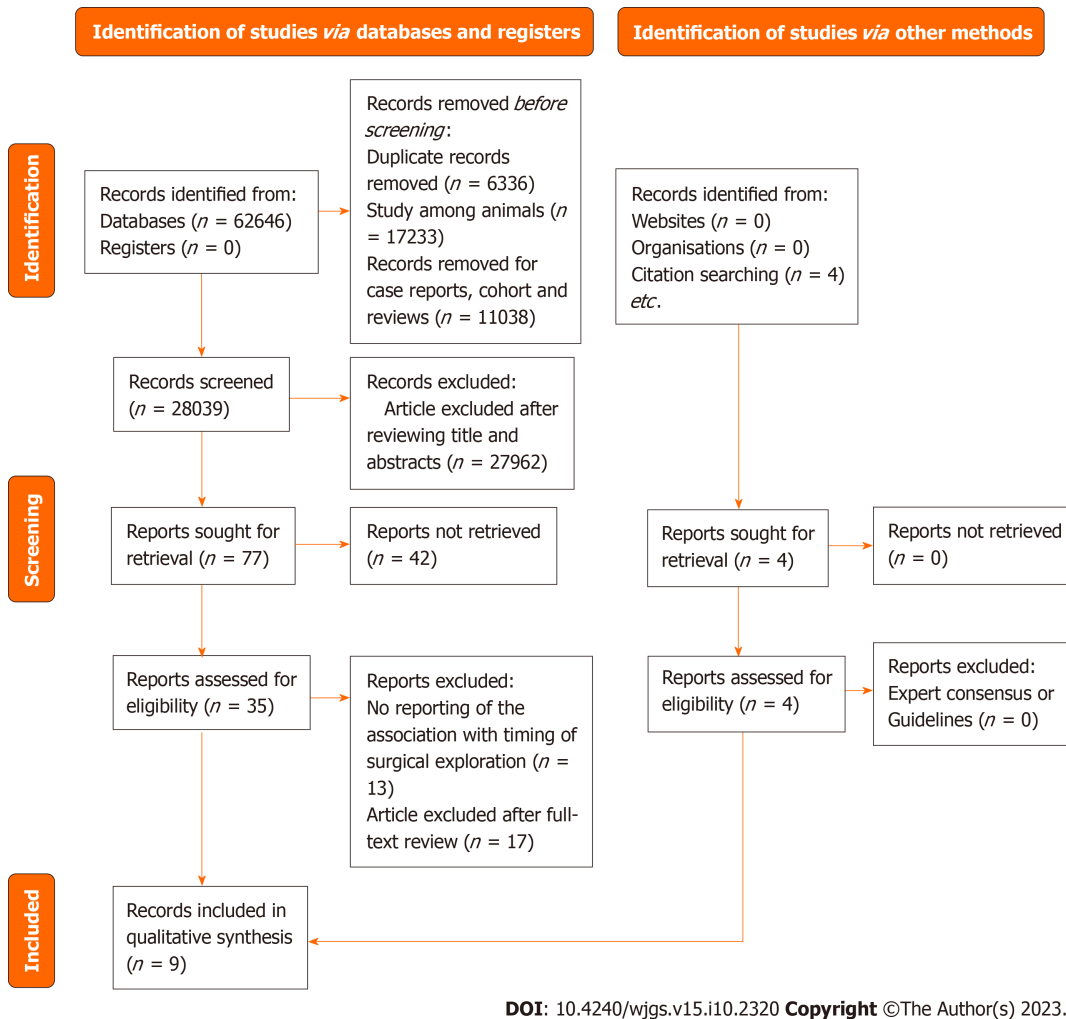 Identification of studies via databases and registers
Identification of studies via other methods
Identification
Records identified from:
Databases (n = 62646)
Registers (n = 0)
Records removed before
screening:
Duplicate records
removed (n = 6336)
Study among animals (n
= 17233)
Records removed for
case reports, cohort and
reviews (n = 11038)
Records identified from:
Websites (n = 0)
Organisations (n = 0)
Citation searching (n = 4)
etc.
Screening
Records screened
(n = 28039)
Records excluded:
Article excluded after
reviewing title and
abstracts (n = 27962)
Reports sought for
retrieval (n = 77)
Reports not retrieved
(n = 42)
Reports sought for
retrieval (n = 4)
Reports not retrieved
(n = 0)
Reports assessed for
eligibility (n = 35)
Reports excluded:
No reporting of the
association with timing of
surgical exploration (n =
13)
Article excluded after full-
text review (n = 17)
Reports assessed for
eligibility (n = 4)
Reports excluded:
Expert consensus or
Guidelines (n = 0)
Included
Records included in
qualitative synthesis
(n = 9)
DOI: 10.4240/wjgs.v15.i10.2320 Copyright ©The Author(s) 2023.